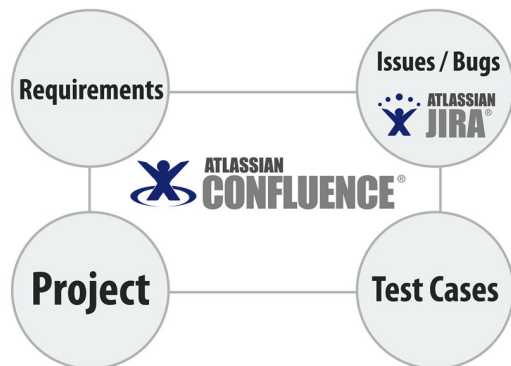 Requirements
Issues / Bugs
ATLASSIAN
JIRA®
ATLASSIAN
CONFLUENCE®
Project
Test Cases